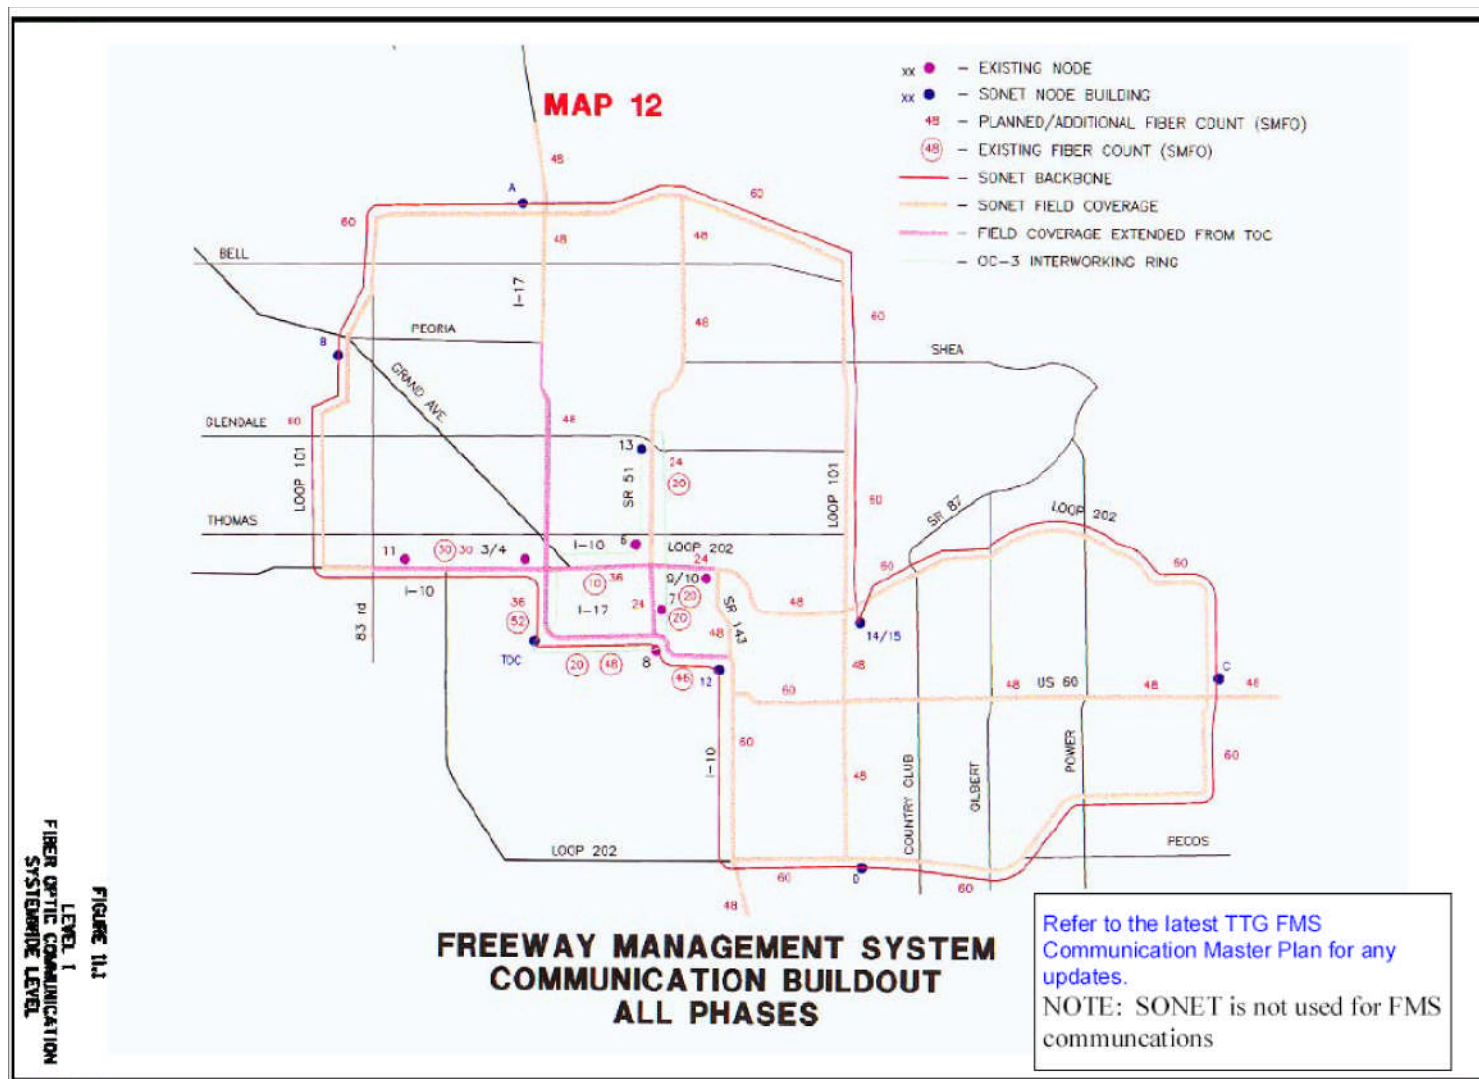 MAP 12
xx — EXISTING NODE
xx — SONET NODE BUILDING
48 — PLANNED/ADDITIONAL FIBER COUNT (SMFO)
48 — EXISTING FIBER COUNT (SMFO)
— SONET BACKBONE
— SONET FIELD COVERAGE
— FIELD COVERAGE EXTENDED FROM TOC
— OC-3 INTERWORKING RING
48
A
60
60
48
48
BELL
I-17
60
48
PEORIA
B
SHEA
GRAND AVE.
48
GLENDALE
60
13
24
20
LOOP 101
SR 51
LOOP 101
60
SR 87
LOOP 202
THOMAS
11
30
30
3/4
I-10
6
LOOP 202
24
60
60
I-10
10
36
9/10
20
83 rd
36
52
I-17
24
7
20
SR 143
48
48
14/15
TOC
20
48
8
46
12
48
C
60
48
US 60
48
48
I-10
60
60
48
COUNTRY CLUB
GILBERT
POWER
LOOP 202
PECOS
60
D
60
48
FREEWAY MANAGEMENT SYSTEM
COMMUNICATION BUILDOUT
ALL PHASES
Refer to the latest TTG FMS
Communication Master Plan for any
updates.
NOTE: SONET is not used for FMS
communcations
LEVEL I
FIBER OPTIC COMMUNICATION
SYSTEMWIDE LEVEL